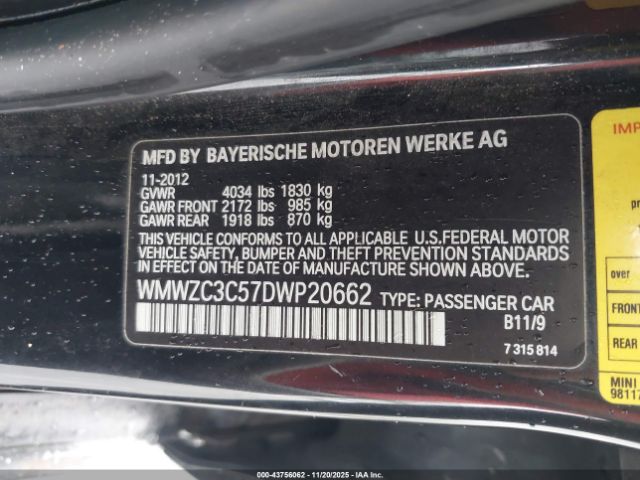 MFD BY BAYERISCHE MOTOREN WERKE AG
11-2012
GVWR 4034 lbs 1830 kg
GAWR FRONT 2172 lbs 985 kg
GAWR REAR 1918 lbs 870 kg
THIS VEHICLE CONFORMS TO ALL APPLICABLE U.S.FEDERAL MOTOR
VEHICLE SAFETY, BUMPER AND THEFT PREVENTION STANDARDS
IN EFFECT ON THE DATE OF MANUFACTURE SHOWN ABOVE.
WMWZC3C57DWP20662 TYPE: PASSENGER CAR
B11/9
7 315 814
IMP
over
FRONT
REAR
MINI
98117
000-43756062 - 11/20/2025 - IAAI.COM